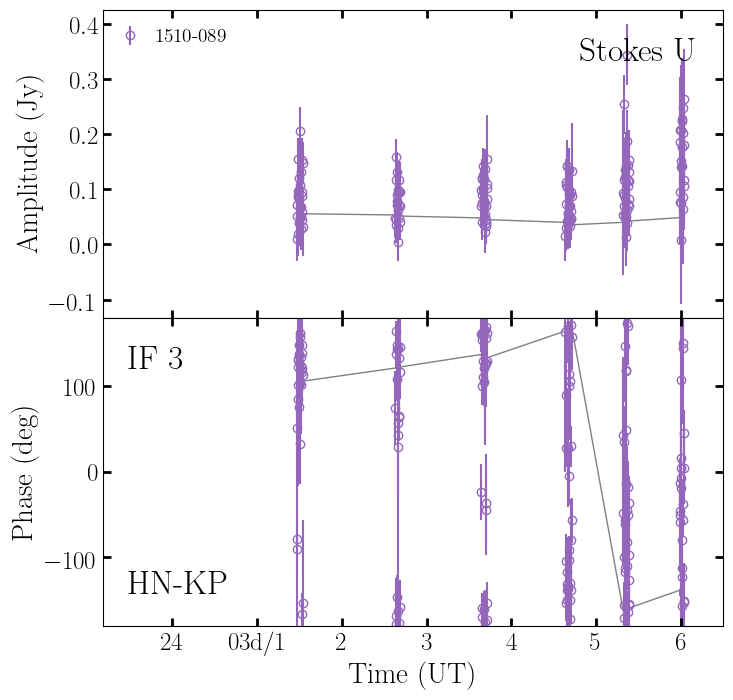 0.4
1510-089
Stokes U
0.3
0.2
0.1
0.0
−0.1
Amplitude (Jy)
IF 3
100
0
−100
Phase (deg)
HN-KP
24 03d/1 2 3 4 5 6
Time (UT)